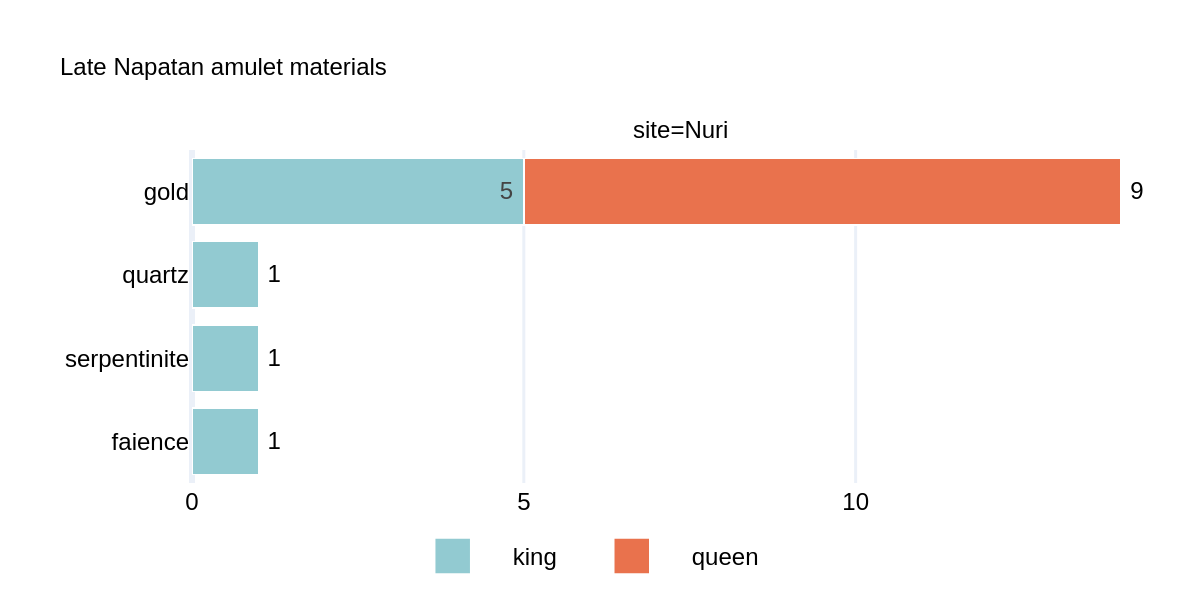 Late Napatan amulet materials
site=Nuri
gold 5 9
quartz 1
serpentinite 1
faience 1
0 5 10
king queen